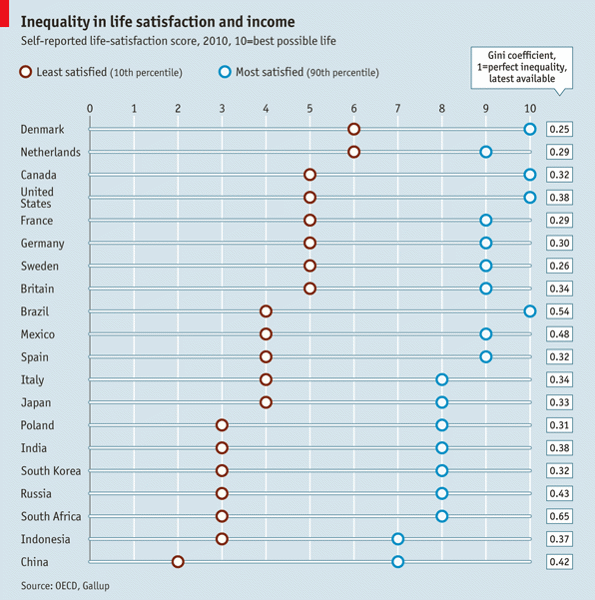 Inequality in life satisfaction and income
Self-reported life-satisfaction score, 2010, 10=best possible life
Gini coefficient,
1=perfect inequality,
latest available
Least satisfied (10th percentile) Most satisfied (90th percentile)
0 1 2 3 4 5 6 7 8 9 10
Denmark 0.25
Netherlands 0.29
Canada 0.32
United
States 0.38
France 0.29
Germany 0.30
Sweden 0.26
Britain 0.34
Brazil 0.54
Mexico 0.48
Spain 0.32
Italy 0.34
Japan 0.33
Poland 0.31
India 0.38
South Korea 0.32
Russia 0.43
South Africa 0.65
Indonesia 0.37
China 0.42
Source: OECD, Gallup